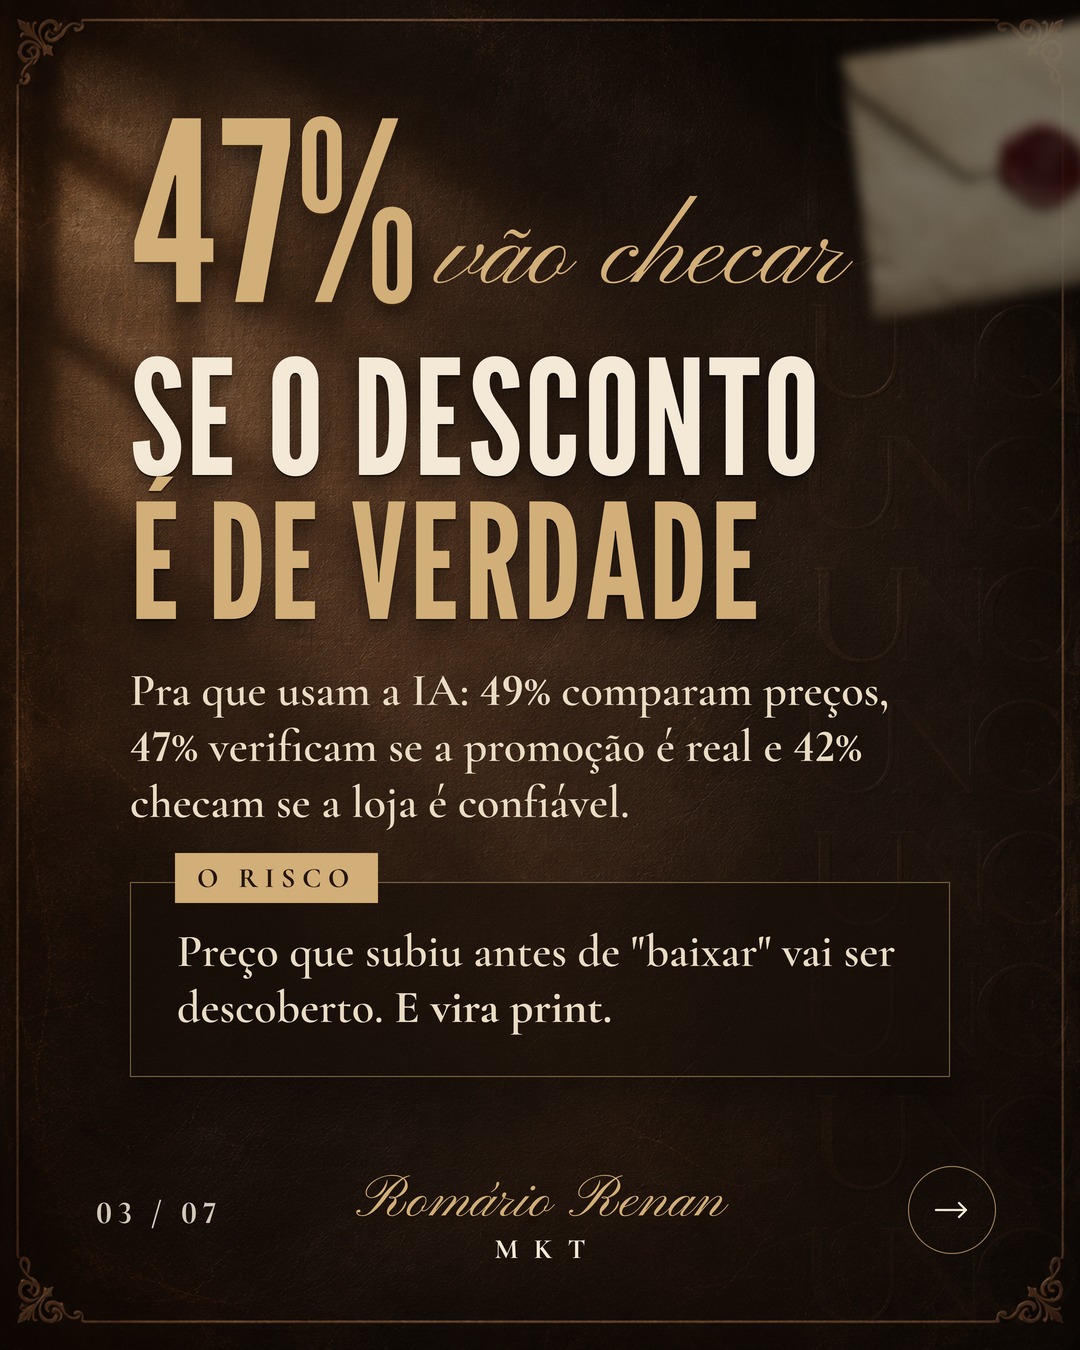 47% vão checar
SE O DESCONTO
É DE VERDADE
Pra que usam a IA: 49% comparam preços,
47% verificam se a promoção é real e 42%
checam se a loja é confiável.
O RISCO
Preço que subiu antes de "baixar" vai ser
descoberto. E vira print.
03 / 07
Romário Renan
MKT